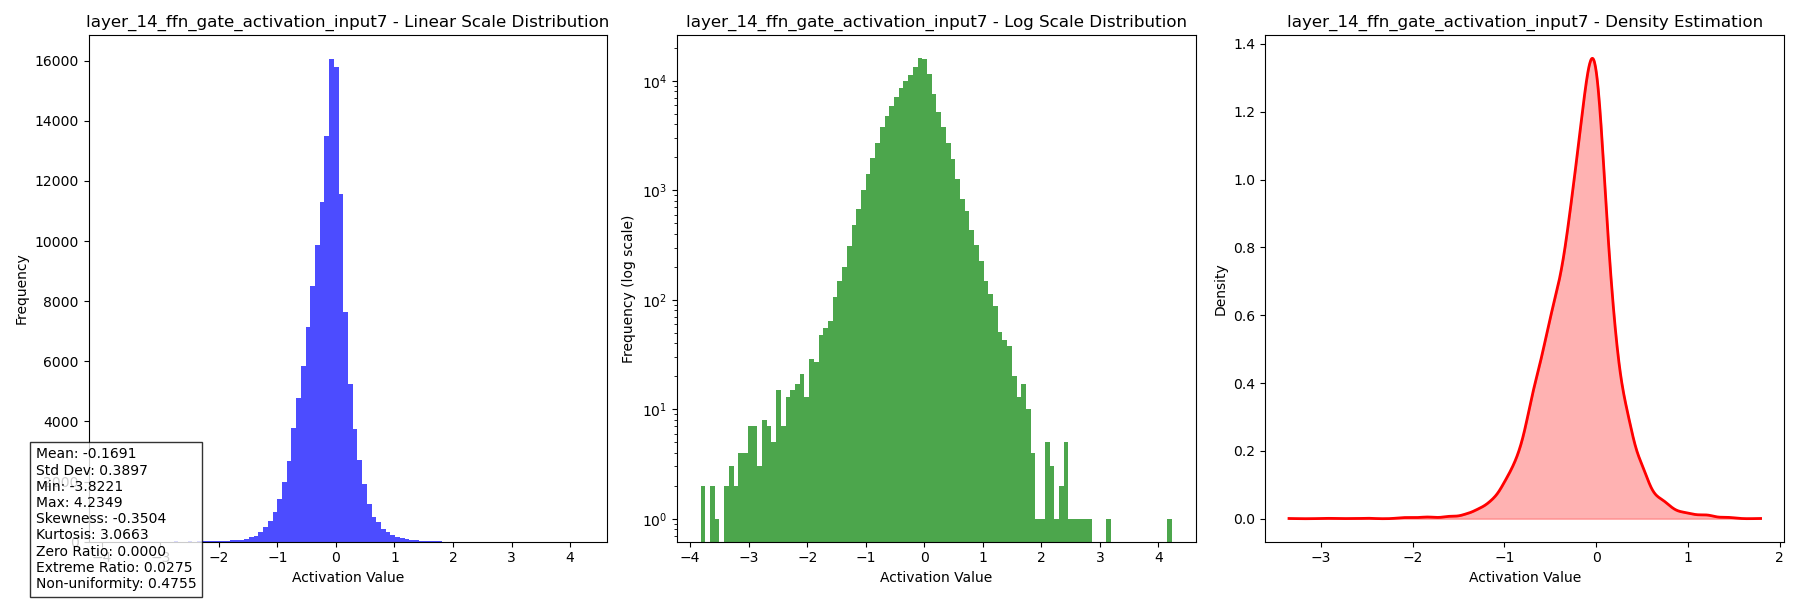 layer_14_ffn_gate_activation_input7 - Linear Scale Distribution
Frequency
16000
14000
12000
10000
8000
6000
4000
2000
0
−4 −3 −2 −1 0 1 2 3 4
Activation Value
Mean: -0.1691
Std Dev: 0.3897
Min: -3.8221
Max: 4.2349
Skewness: -0.3504
Kurtosis: 3.0663
Zero Ratio: 0.0000
Extreme Ratio: 0.0275
Non-uniformity: 0.4755
layer_14_ffn_gate_activation_input7 - Log Scale Distribution
Frequency (log scale)
10⁴
10³
10²
10¹
10⁰
−4 −3 −2 −1 0 1 2 3 4
Activation Value
layer_14_ffn_gate_activation_input7 - Density Estimation
Density
1.4
1.2
1.0
0.8
0.6
0.4
0.2
0.0
−3 −2 −1 0 1 2
Activation Value